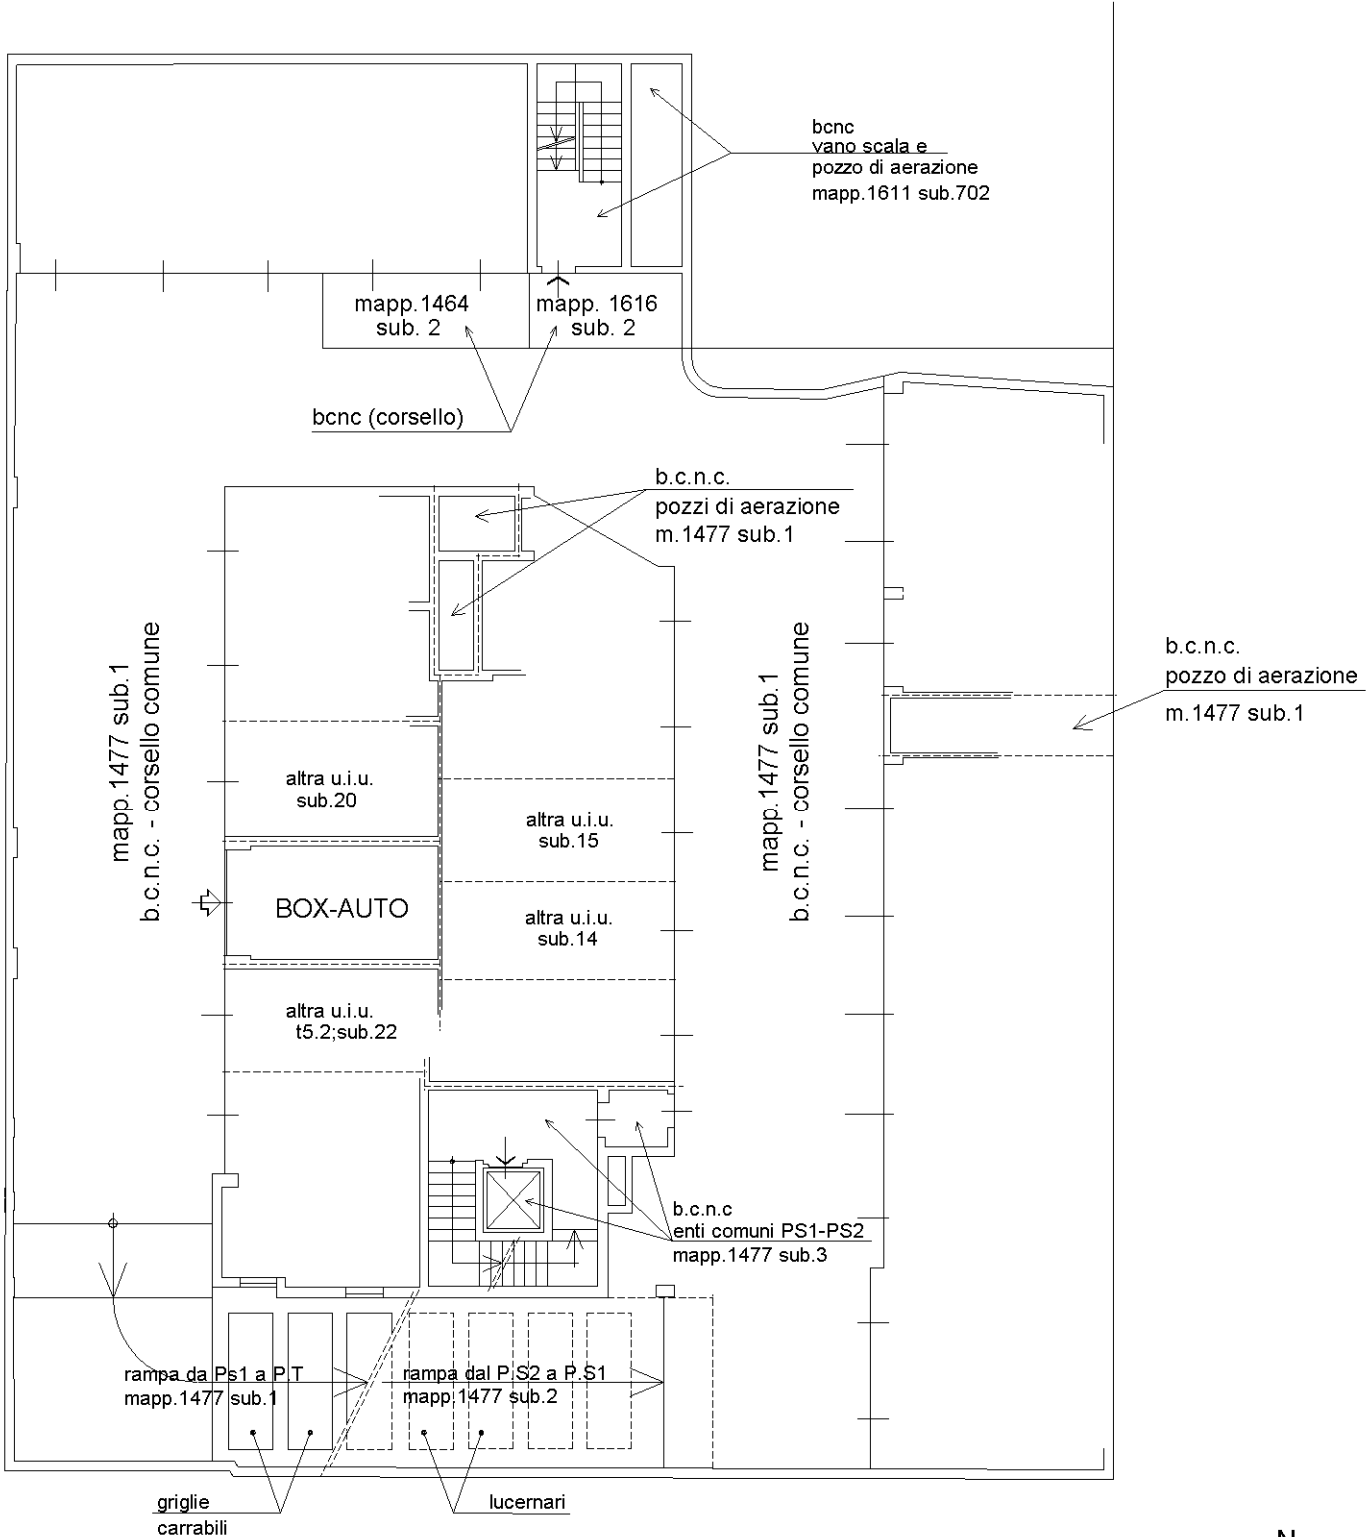 bcnc
vano scala e
pozzo di aerazione
mapp.1611 sub.702
mapp.1464
sub. 2
mapp. 1616
sub. 2
bcnc (corsello)
b.c.n.c.
pozzi di aerazione
m.1477 sub.1
mapp.1477 sub.1
b.c.n.c. - corsello comune
mapp.1477 sub.1
b.c.n.c. - corsello comune
b.c.n.c.
pozzo di aerazione
m.1477 sub.1
altra u.i.u.
sub.20
altra u.i.u.
sub.15
BOX-AUTO
altra u.i.u.
sub.14
altra u.i.u.
t5.2;sub.22
b.c.n.c
enti comuni PS1-PS2
mapp.1477 sub.3
rampa da Ps1 a P.T
mapp.1477 sub.1
rampa dal P.S2 a P.S1
mapp.1477 sub.2
griglie
carrabili
lucernari
N